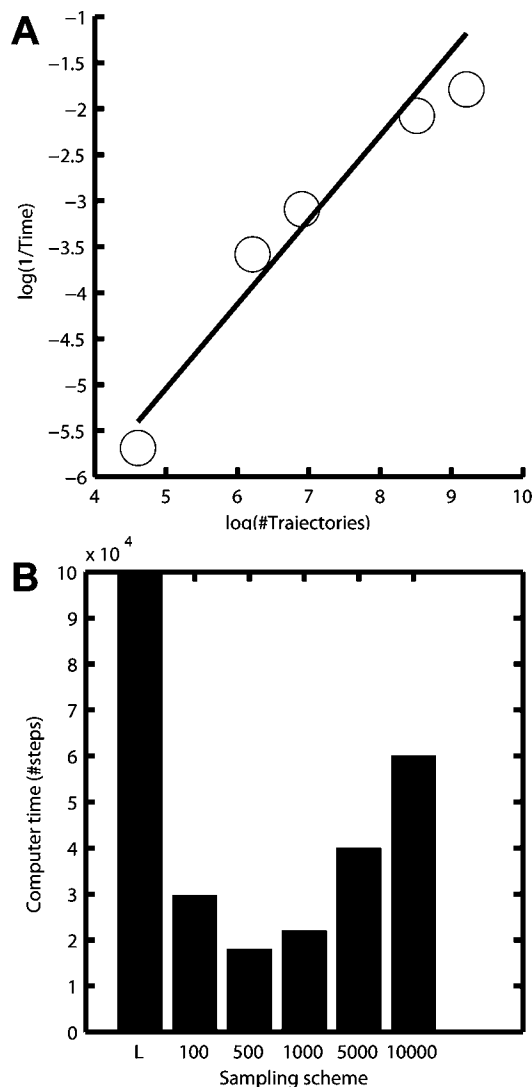 A
−1
−1.5
−2
−2.5
−3
−3.5
−4
−4.5
−5
−5.5
−6
log(1/Time)
4 5 6 7 8 9 10
log(#Trajectories)
B
x 10 4
10
9
8
7
6
5
4
3
2
1
0
Computer time (#steps)
L 100 500 1000 5000 10000
Sampling scheme